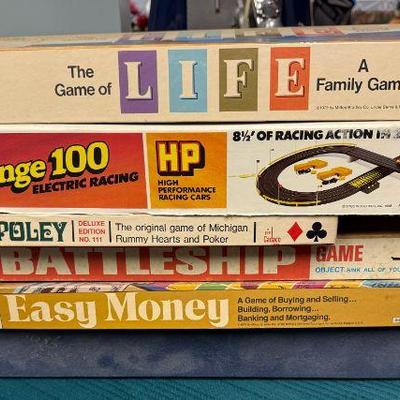 The
Game of
LIFE
A
Family Gam
nge 100
ELECTRIC RACING
HP
HIGH
PERFORMANCE
RACING CARS
8½' OF RACING ACTION
POLEY
DELUXE
EDITION
NO. 111
The original game of Michigan
Rummy Hearts and Poker
Cadaco
BATTLESHIP
GAME
OBJECT: SINK ALL OF YOU
Easy Money
A Game of Buying and Selling...
Building, Borrowing...
Banking and Mortgaging.